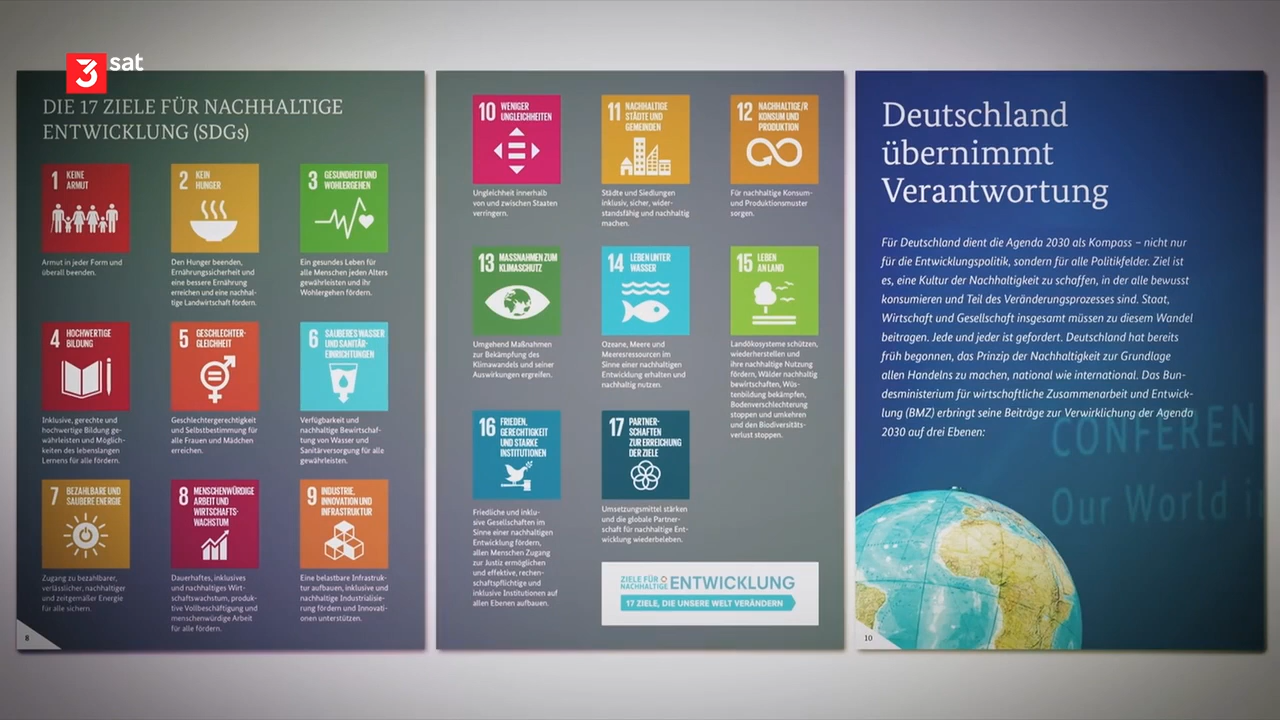 3sat
DIE 17 ZIELE FÜR NACHHALTIGE
ENTWICKLUNG (SDGs)
1 KEINE
ARMUT
Armut in jeder Form und
überall beenden.
2 KEIN
HUNGER
Den Hunger beenden,
Ernährungssicherheit und
eine bessere Ernährung
erreichen und eine nachhal-
tige Landwirtschaft fördern.
3 GESUNDHEIT UND
WOHLERGEHEN
Ein gesundes Leben für
alle Menschen jeden Alters
gewährleisten und ihr
Wohlergehen fördern.
4 HOCHWERTIGE
BILDUNG
Inklusive, gerechte und
hochwertige Bildung ge-
währleisten und Möglich-
keiten des lebenslangen
Lernens für alle fördern.
5 GESCHLECHTER-
GLEICHHEIT
Geschlechtergerechtigkeit
und Selbstbestimmung für
alle Frauen und Mädchen
erreichen.
6 SAUBERES WASSER
UND SANITÄR-
EINRICHTUNGEN
Verfügbarkeit und
nachhaltige Bewirtschaf-
tung von Wasser und
Sanitärversorgung für alle
gewährleisten.
7 BEZAHLBARE UND
SAUBERE ENERGIE
Zugang zu bezahlbarer,
verlässlicher, nachhaltiger
und zeitgemäßer Energie
für alle sichern.
8 MENSCHENWÜRDIGE
ARBEIT UND
WIRTSCHAFTS-
WACHSTUM
Dauerhaftes, inklusives
und nachhaltiges Wirt-
schaftswachstum, produk-
tive Vollbeschäftigung und
menschenwürdige Arbeit
für alle fördern.
9 INDUSTRIE,
INNOVATION UND
INFRASTRUKTUR
Eine belastbare Infrastruk-
tur aufbauen, inklusive und
nachhaltige Industrialisie-
rung fördern und Innovati-
onen unterstützen.
8
10 WENIGER
UNGLEICHHEITEN
Ungleichheit innerhalb
von und zwischen Staaten
verringern.
11 NACHHALTIGE
STÄDTE UND
GEMEINDEN
Städte und Siedlungen
inklusiv, sicher, wider-
standsfähig und nachhaltig
machen.
12 NACHHALTIGE/R
KONSUM UND
PRODUKTION
Für nachhaltige Konsum-
und Produktionsmuster
sorgen.
13 MASSNAHMEN ZUM
KLIMASCHUTZ
Umgehend Maßnahmen
zur Bekämpfung des
Klimawandels und seiner
Auswirkungen ergreifen.
14 LEBEN UNTER
WASSER
Ozeane, Meere und
Meeresressourcen im
Sinne einer nachhaltigen
Entwicklung erhalten und
nachhaltig nutzen.
15 LEBEN
AN LAND
Landökosysteme schützen,
wiederherstellen und
ihre nachhaltige Nutzung
fördern, Wälder nachhaltig
bewirtschaften, Wüs-
tenbildung bekämpfen,
Bodenverschlechterung
stoppen und umkehren
und den Biodiversitäts-
verlust stoppen.
16 FRIEDEN,
GERECHTIGKEIT
UND STARKE
INSTITUTIONEN
Friedliche und inklu-
sive Gesellschaften im
Sinne einer nachhaltigen
Entwicklung fördern,
allen Menschen Zugang
zur Justiz ermöglichen
und effektive, rechen-
schaftspflichtige und
inklusive Institutionen auf
allen Ebenen aufbauen.
17 PARTNER-
SCHAFTEN
ZUR ERREICHUNG
DER ZIELE
Umsetzungsmittel stärken
und die globale Partner-
schaft für nachhaltige Ent-
wicklung wiederbeleben.
ZIELE FÜR
NACHHALTIGE ENTWICKLUNG
17 ZIELE, DIE UNSERE WELT VERÄNDERN
Deutschland
übernimmt
Verantwortung
Für Deutschland dient die Agenda 2030 als Kompass – nicht nur
für die Entwicklungspolitik, sondern für alle Politikfelder. Ziel ist
es, eine Kultur der Nachhaltigkeit zu schaffen, in der alle bewusst
konsumieren und Teil des Veränderungsprozesses sind. Staat,
Wirtschaft und Gesellschaft insgesamt müssen zu diesem Wandel
beitragen. Jede und jeder ist gefordert. Deutschland hat bereits
früh begonnen, das Prinzip der Nachhaltigkeit zur Grundlage
allen Handelns zu machen, national wie international. Das Bun-
desministerium für wirtschaftliche Zusammenarbeit und Entwick-
lung (BMZ) erbringt seine Beiträge zur Verwirklichung der Agenda
2030 auf drei Ebenen:
CONFEREN
Our World i
10